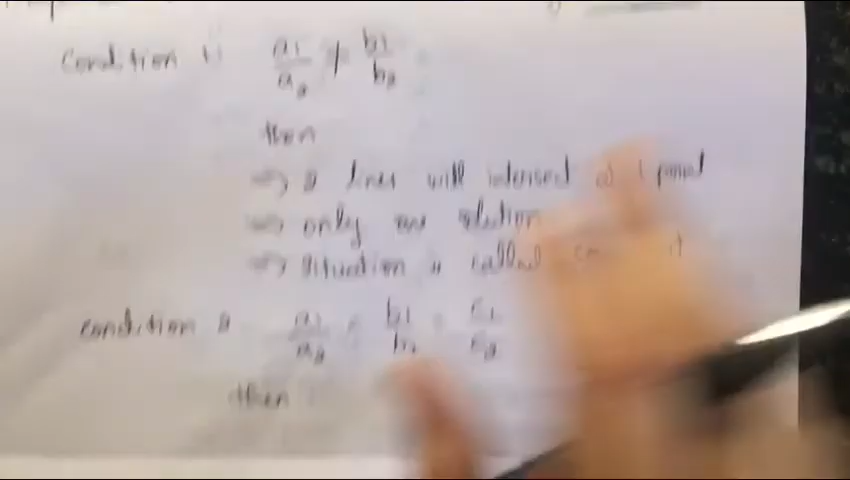 Condition 1) a1/a2 ≠ b1/b2
then
=> 2 lines will intersect at 1 point
=> only one solution
=> situation is called
condition 2 a1/a2 = b1/b2 = c1/c2
then